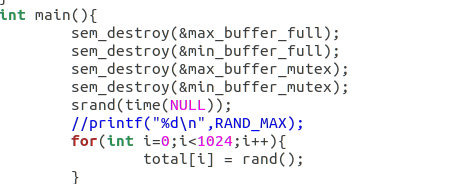 int main(){
        sem_destroy(&max_buffer_full);
        sem_destroy(&min_buffer_full);
        sem_destroy(&max_buffer_mutex);
        sem_destroy(&min_buffer_mutex);
        srand(time(NULL));
        //printf("%d\n",RAND_MAX);
        for(int i=0;i<1024;i++){
                total[i] = rand();
        }